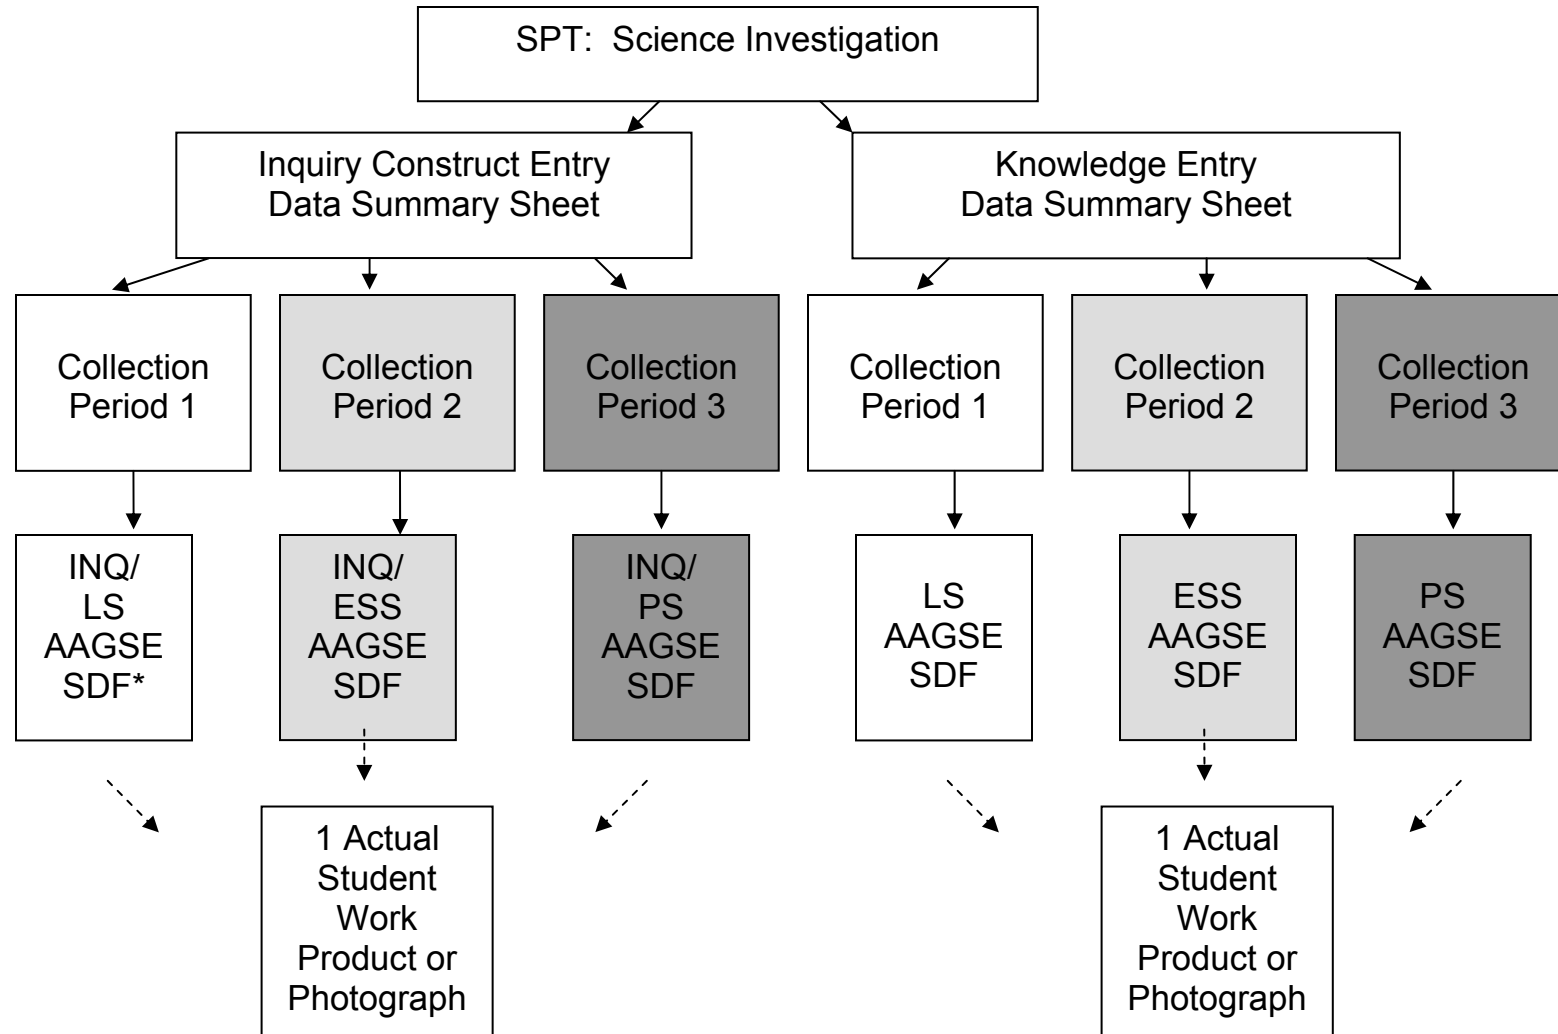 SPT:  Science Investigation
Inquiry Construct Entry
Data Summary Sheet
Knowledge Entry
Data Summary Sheet
Collection
Period 1
Collection
Period 2
Collection
Period 3
Collection
Period 1
Collection
Period 2
Collection
Period 3
INQ/
LS
AAGSE
SDF*
INQ/
ESS
AAGSE
SDF
INQ/
PS
AAGSE
SDF
LS
AAGSE
SDF
ESS
AAGSE
SDF
PS
AAGSE
SDF
1 Actual
Student
Work
Product or
Photograph
1 Actual
Student
Work
Product or
Photograph